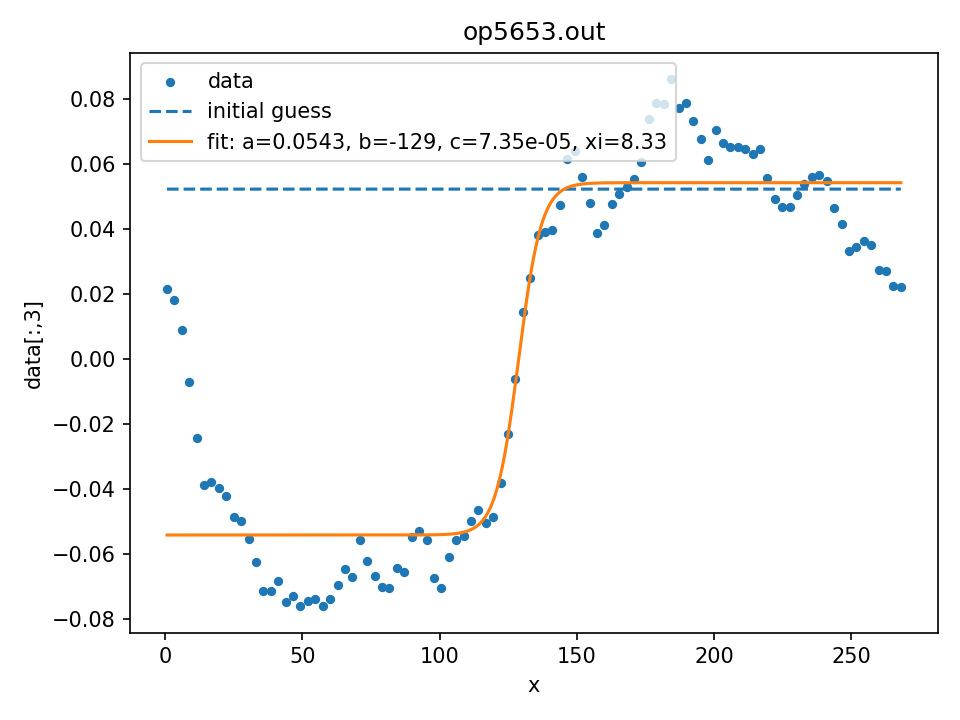 op5653.out
data
initial guess
fit: a=0.0543, b=-129, c=7.35e-05, xi=8.33
data[:,3]
0.08
0.06
0.04
0.02
0.00
−0.02
−0.04
−0.06
−0.08
0
50
100
150
200
250
x